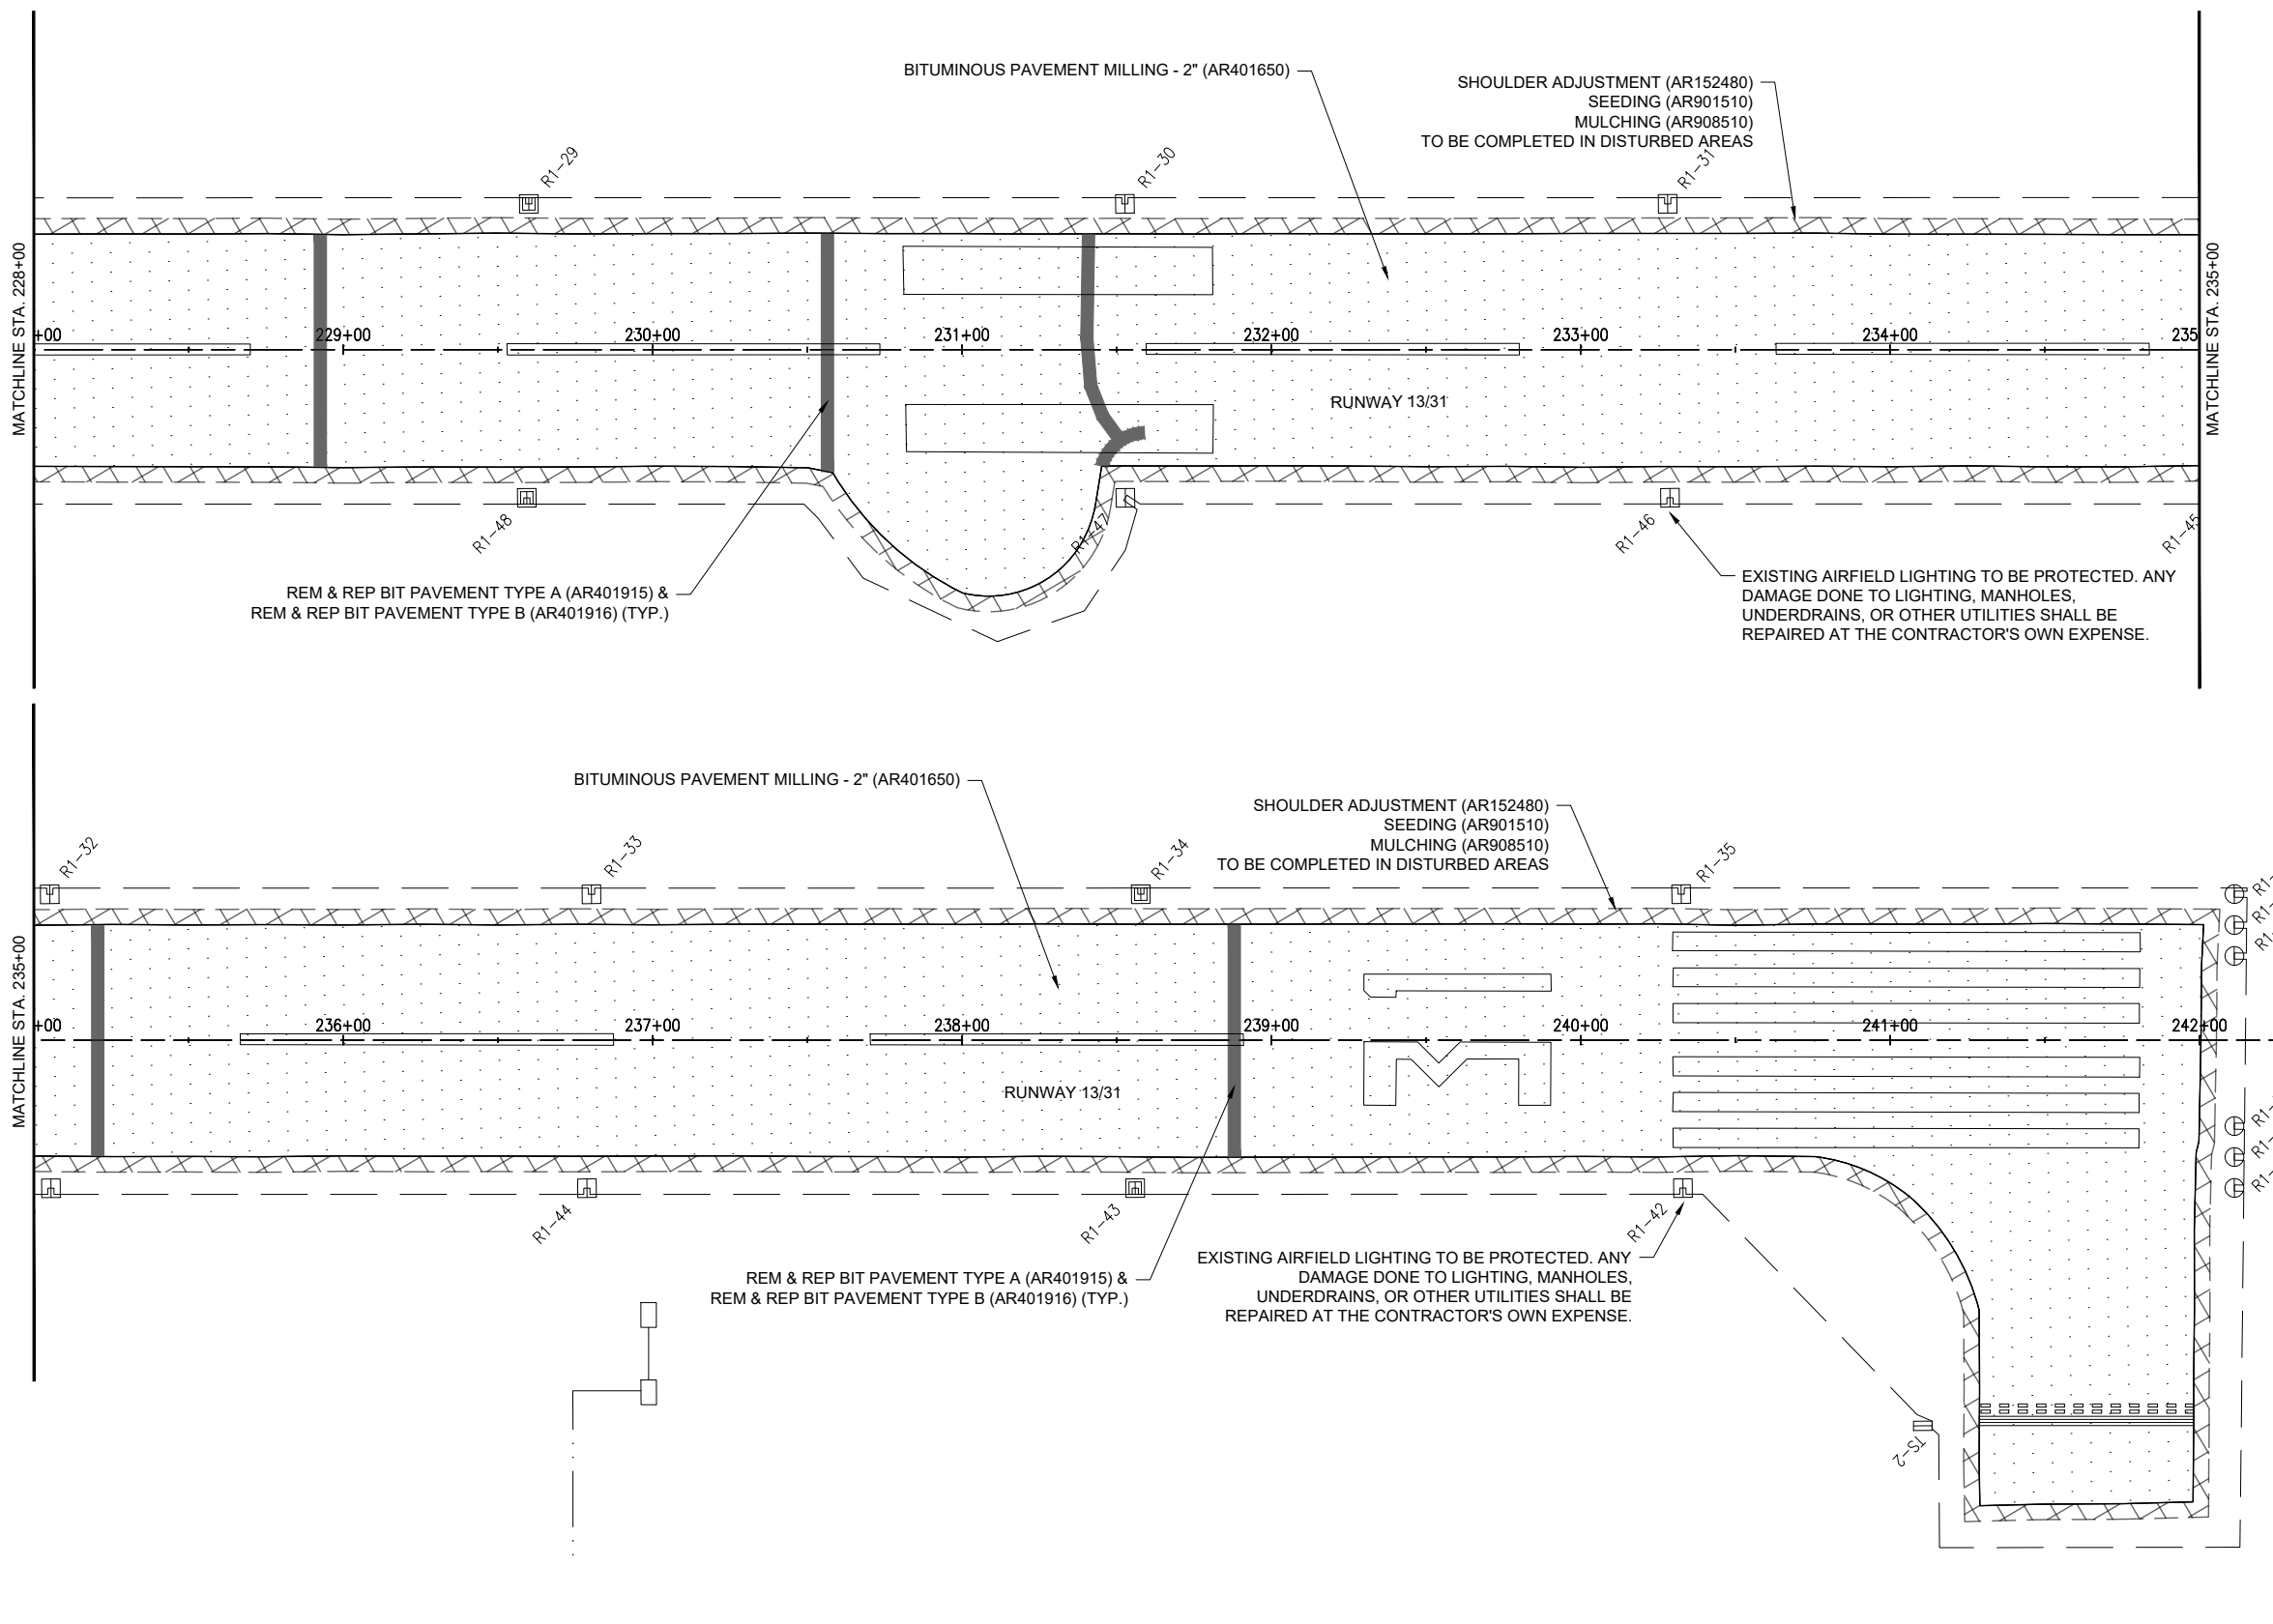 BITUMINOUS PAVEMENT MILLING - 2" (AR401650)
SHOULDER ADJUSTMENT (AR152480)
SEEDING (AR901510)
MULCHING (AR908510)
TO BE COMPLETED IN DISTURBED AREAS
R1-29
R1-30
R1-31
MATCHLINE STA. 228+00
MATCHLINE STA. 235+00
+00
229+00
230+00
231+00
232+00
233+00
234+00
235
RUNWAY 13/31
R1-48
R1-47
R1-46
R1-45
REM & REP BIT PAVEMENT TYPE A (AR401915) &
REM & REP BIT PAVEMENT TYPE B (AR401916) (TYP.)
EXISTING AIRFIELD LIGHTING TO BE PROTECTED. ANY
DAMAGE DONE TO LIGHTING, MANHOLES,
UNDERDRAINS, OR OTHER UTILITIES SHALL BE
REPAIRED AT THE CONTRACTOR'S OWN EXPENSE.
BITUMINOUS PAVEMENT MILLING - 2" (AR401650)
SHOULDER ADJUSTMENT (AR152480)
SEEDING (AR901510)
MULCHING (AR908510)
TO BE COMPLETED IN DISTURBED AREAS
R1-32
R1-33
R1-34
R1-35
R1-
R1-
R1-
MATCHLINE STA. 235+00
+00
236+00
237+00
238+00
239+00
240+00
241+00
242+00
13
RUNWAY 13/31
R1-
R1-
R1-
R1-44
R1-43
R1-42
REM & REP BIT PAVEMENT TYPE A (AR401915) &
REM & REP BIT PAVEMENT TYPE B (AR401916) (TYP.)
EXISTING AIRFIELD LIGHTING TO BE PROTECTED. ANY
DAMAGE DONE TO LIGHTING, MANHOLES,
UNDERDRAINS, OR OTHER UTILITIES SHALL BE
REPAIRED AT THE CONTRACTOR'S OWN EXPENSE.
TS-2